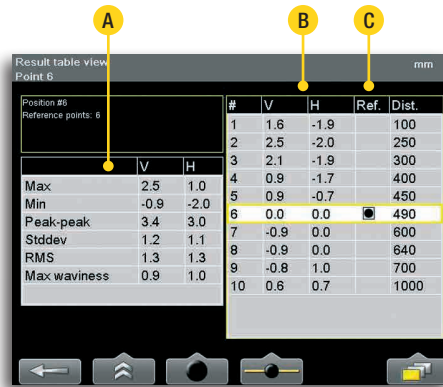 A B C
Result table view mm
Point 6
Position #6
Reference points: 6
V H
Max 2.5 1.0
Min -0.9 -2.0
Peak-peak 3.4 3.0
Stddev 1.2 1.1
RMS 1.3 1.3
Max waviness 0.9 1.0
# V H Ref. Dist.
1 1.6 -1.9 100
2 2.5 -2.0 250
3 2.1 -1.9 300
4 0.9 -1.7 400
5 0.9 -0.7 450
6 0.0 0.0 490
7 -0.9 0.0 600
8 -0.9 0.0 640
9 -0.8 1.0 700
10 0.6 0.7 1000